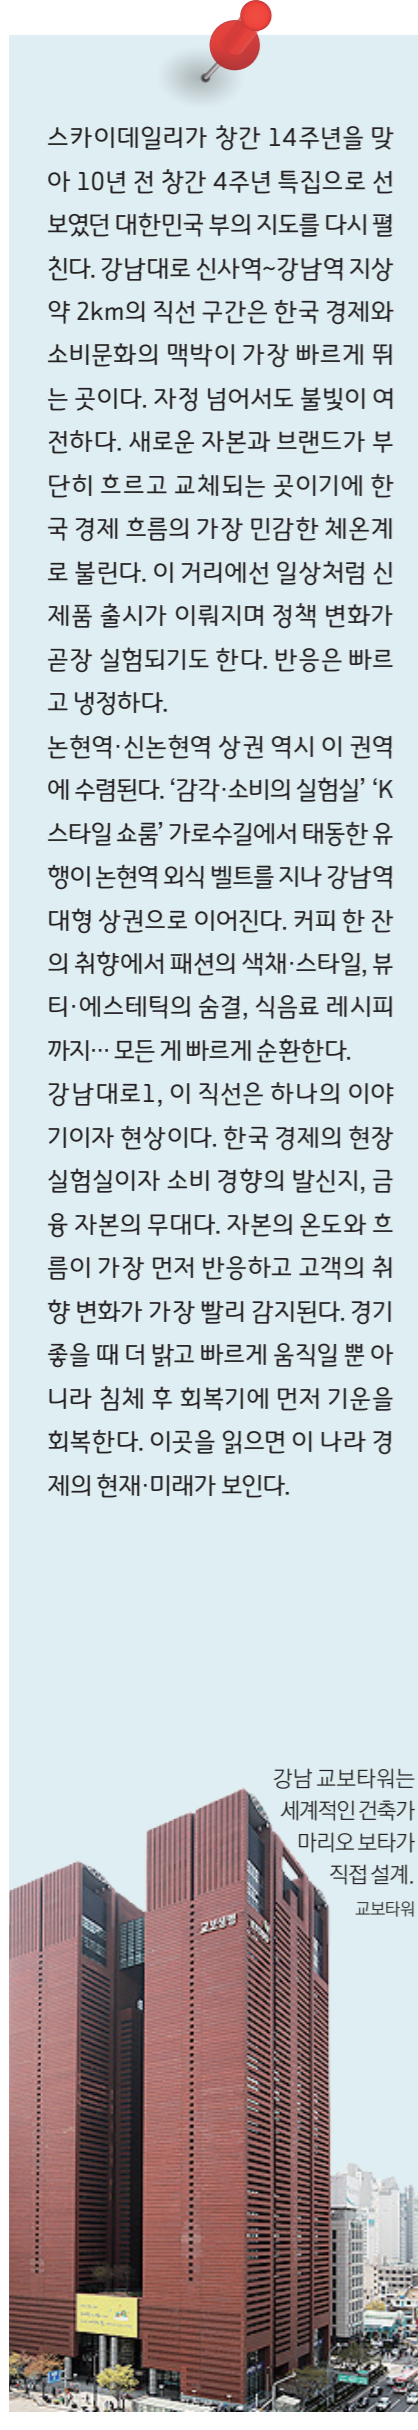 스카이데일리가 창간 14주년을 맞
아 10년 전 창간 4주년 특집으로 선
보였던 대한민국 부의 지도를 다시 펼
친다. 강남대로 신사역~강남역 지상
약 2km의 직선 구간은 한국 경제와
소비문화의 맥박이 가장 빠르게 뛰
는 곳이다. 자정 넘어서도 불빛이 여
전하다. 새로운 자본과 브랜드가 부
단히 흐르고 교체되는 곳이기에 한
국 경제 흐름의 가장 민감한 체온계
로 불린다. 이 거리에선 일상처럼 신
제품 출시가 이뤄지며 정책 변화가
곧장 실험되기도 한다. 반응은 빠르
고 냉정하다.
논현역·신논현역 상권 역시 이 권역
에 수렴된다. ‘감각·소비의 실험실’ ‘K
스타일 쇼룸’ 가로수길에서 태동한 유
행이 논현역 외식 벨트를 지나 강남역
대형 상권으로 이어진다. 커피 한 잔
의 취향에서 패션의 색채·스타일, 뷰
티·에스테틱의 숨결, 식음료 레시피
까지… 모든 게 빠르게 순환한다.
강남대로1, 이 직선은 하나의 이야
기이자 현상이다. 한국 경제의 현장
실험실이자 소비 경향의 발신지, 금
융 자본의 무대다. 자본의 온도와 흐
름이 가장 먼저 반응하고 고객의 취
향 변화가 가장 빨리 감지된다. 경기
좋을 때 더 밝고 빠르게 움직일 뿐 아
니라 침체 후 회복기에 먼저 기운을
회복한다. 이곳을 읽으면 이 나라 경
제의 현재·미래가 보인다.
강남 교보타워는
세계적인 건축가
마리오 보타가
직접 설계.
교보타워
교보생명